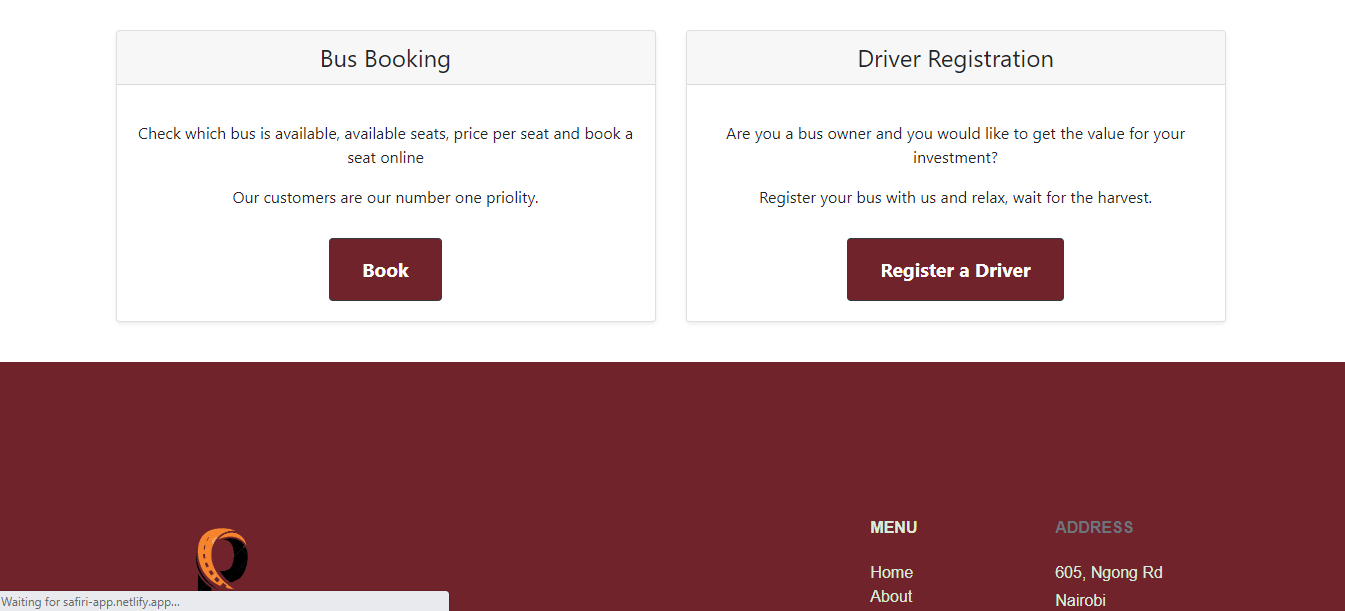 Bus Booking
Check which bus is available, available seats, price per seat and book a
seat online
Our customers are our number one priolity.
Book
Driver Registration
Are you a bus owner and you would like to get the value for your
investment?
Register your bus with us and relax, wait for the harvest.
Register a Driver
MENU
Home
About
ADDRESS
605, Ngong Rd
Nairobi
Waiting for safiri-app.netlify.app...